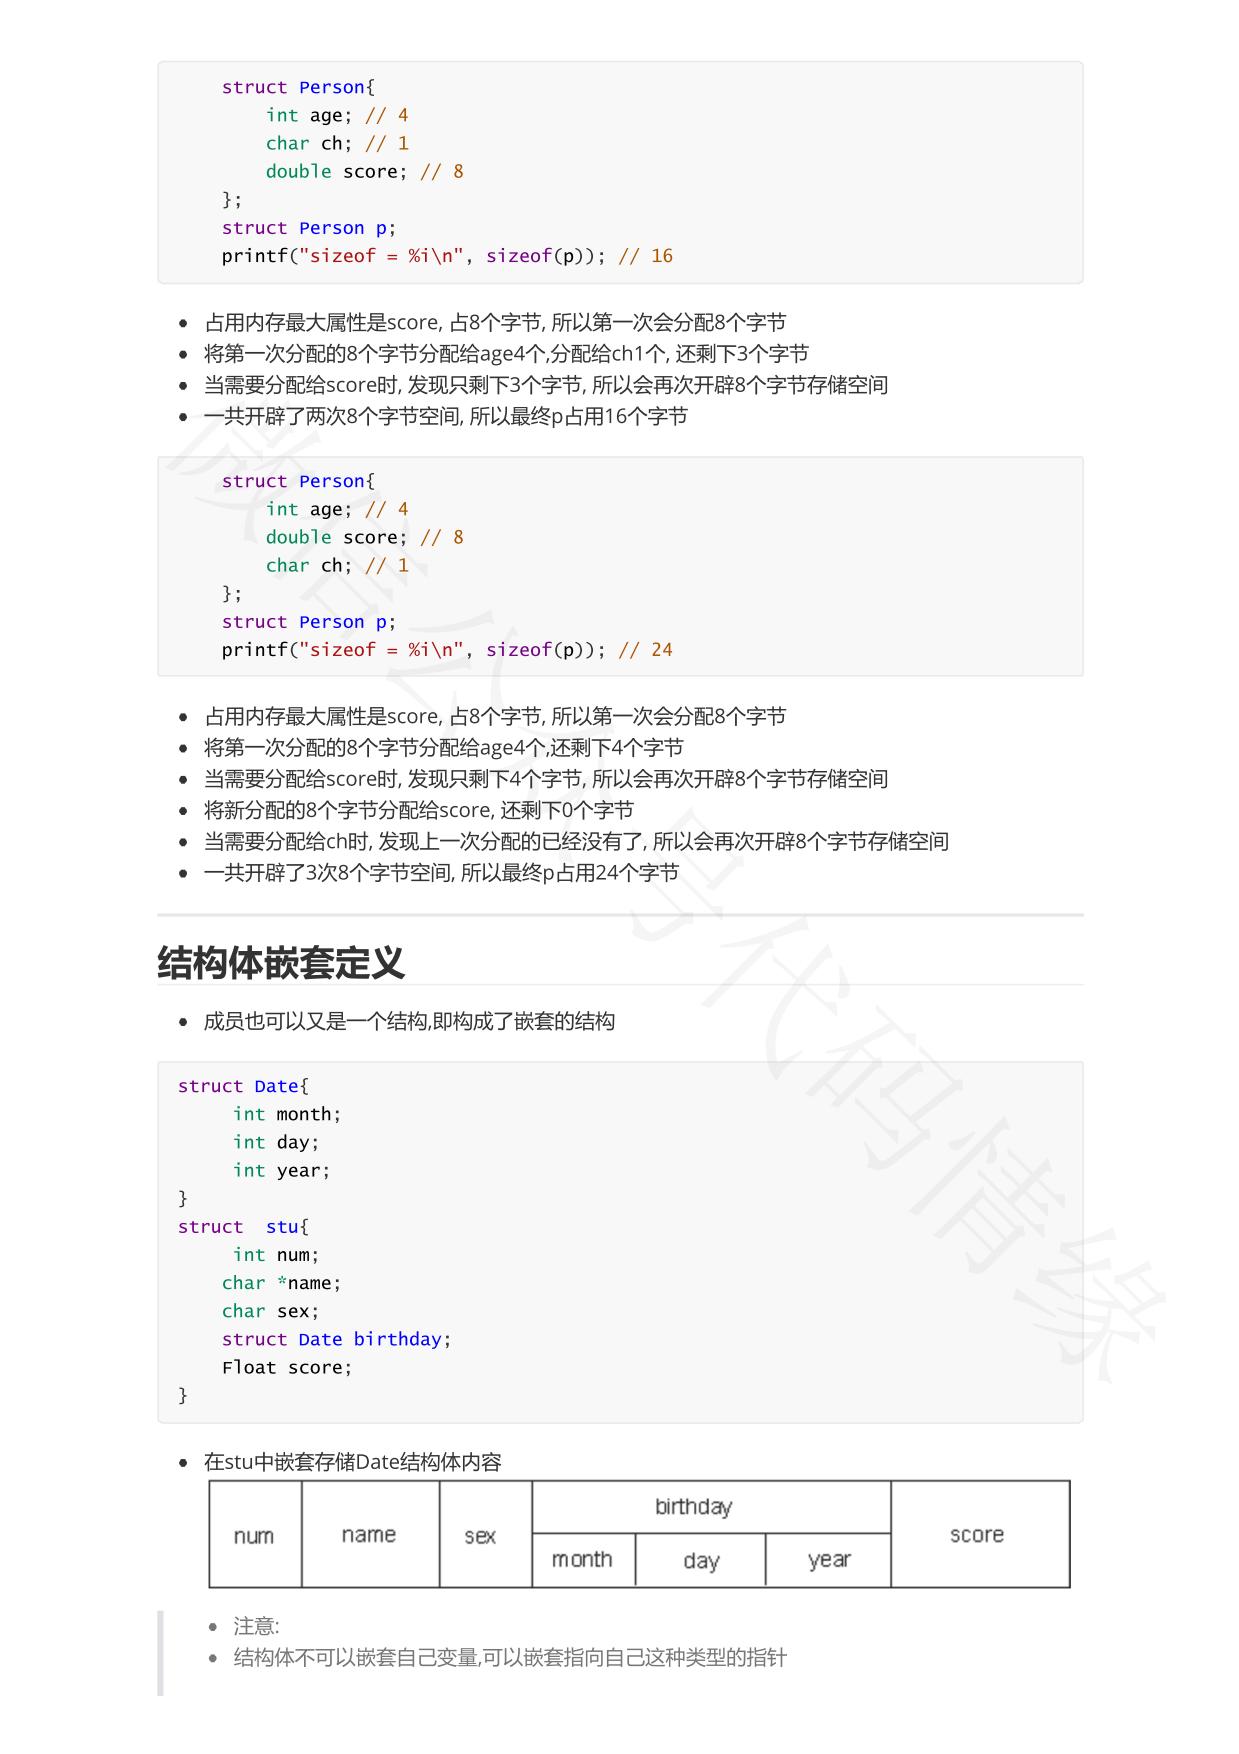 struct Person{
int age; // 4
char ch; // 1
double score; // 8
};
struct Person p;
printf("sizeof = %i\n", sizeof(p)); // 16
• 占用内存最大属性是score, 占8个字节, 所以第一次会分配8个字节
• 将第一次分配的8个字节分配给age4个,分配给ch1个, 还剩下3个字节
• 当需要分配给score时, 发现只剩下3个字节, 所以会再次开辟8个字节存储空间
• 一共开辟了两次8个字节空间, 所以最终p占用16个字节
struct Person{
int age; // 4
double score; // 8
char ch; // 1
};
struct Person p;
printf("sizeof = %i\n", sizeof(p)); // 24
• 占用内存最大属性是score, 占8个字节, 所以第一次会分配8个字节
• 将第一次分配的8个字节分配给age4个,还剩下4个字节
• 当需要分配给score时, 发现只剩下4个字节, 所以会再次开辟8个字节存储空间
• 将新分配的8个字节分配给score, 还剩下0个字节
• 当需要分配给ch时, 发现上一次分配的已经没有了, 所以会再次开辟8个字节存储空间
• 一共开辟了3次8个字节空间, 所以最终p占用24个字节
结构体嵌套定义
• 成员也可以又是一个结构,即构成了嵌套的结构
struct Date{
int month;
int day;
int year;
}
struct  stu{
int num;
char *name;
char sex;
struct Date birthday;
Float score;
}
• 在stu中嵌套存储Date结构体内容
num name sex birthday score
month day year
• 注意:
• 结构体不可以嵌套自己变量,可以嵌套指向自己这种类型的指针
微信公众号代码情缘